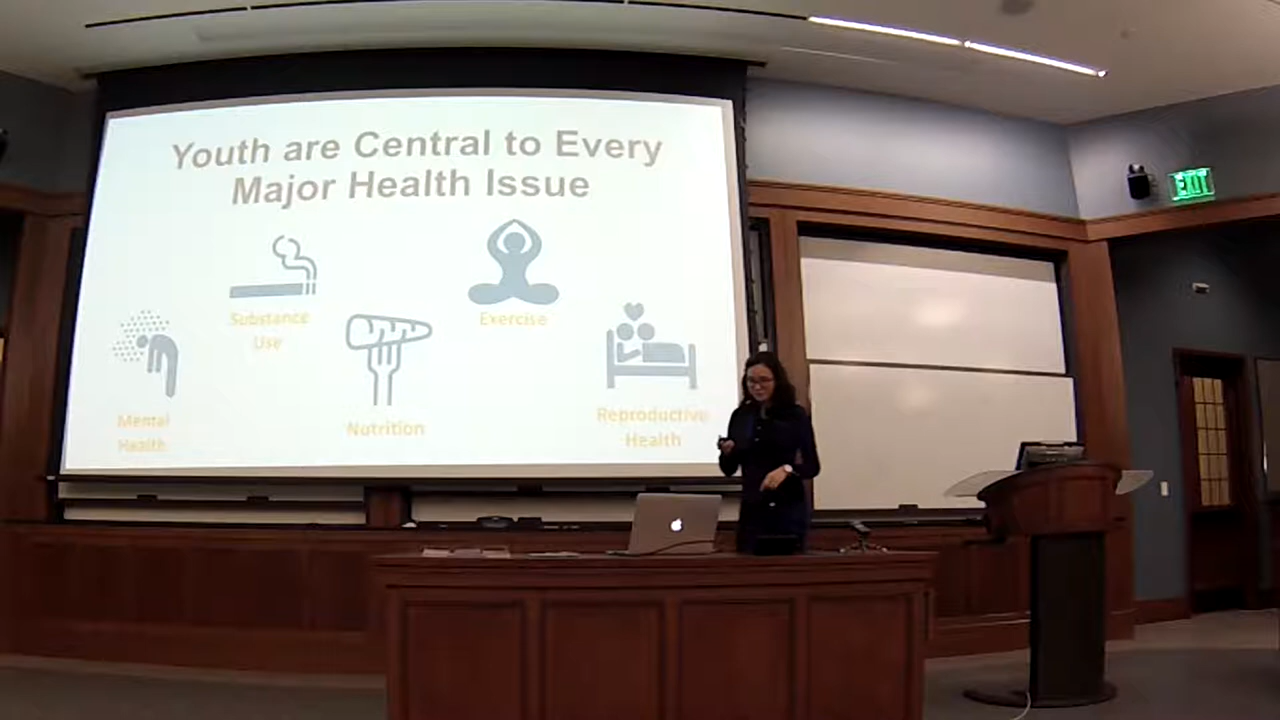 Youth are Central to Every
Major Health Issue
Substance
Use
Exercise
Mental
Health
Nutrition
Reproductive
Health
EXIT